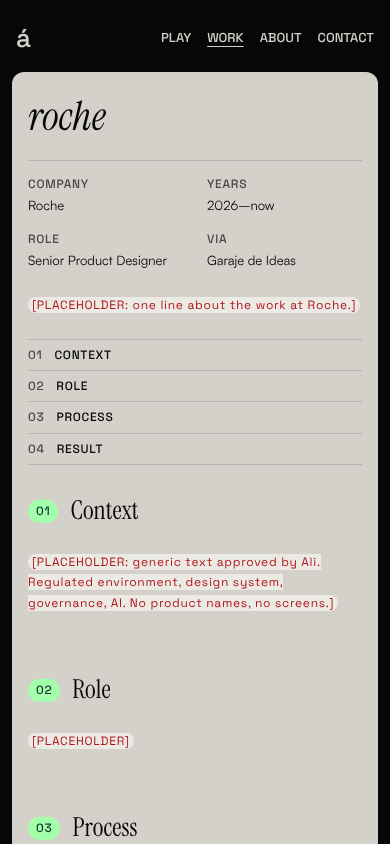 á
PLAY WORK ABOUT CONTACT
roche
COMPANY YEARS
Roche 2026—now
ROLE VIA
Senior Product Designer Garaje de Ideas
[PLACEHOLDER: one line about the work at Roche.]
01 CONTEXT
02 ROLE
03 PROCESS
04 RESULT
01 Context
[PLACEHOLDER: generic text approved by Ali.
Regulated environment, design system,
governance, AI. No product names, no screens.]
02 Role
[PLACEHOLDER]
03 Process